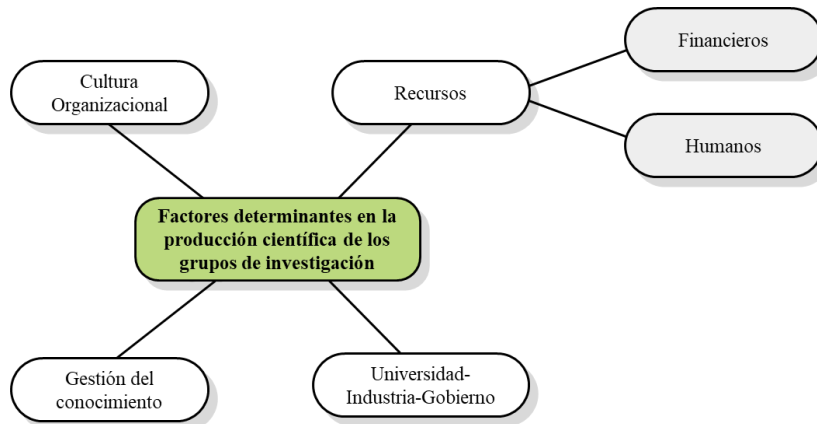 Financieros
Cultura
Organizacional
Recursos
Humanos
Factores determinantes en la
producción científica de los
grupos de investigación
Gestión del
conocimiento
Universidad-
Industria-Gobierno